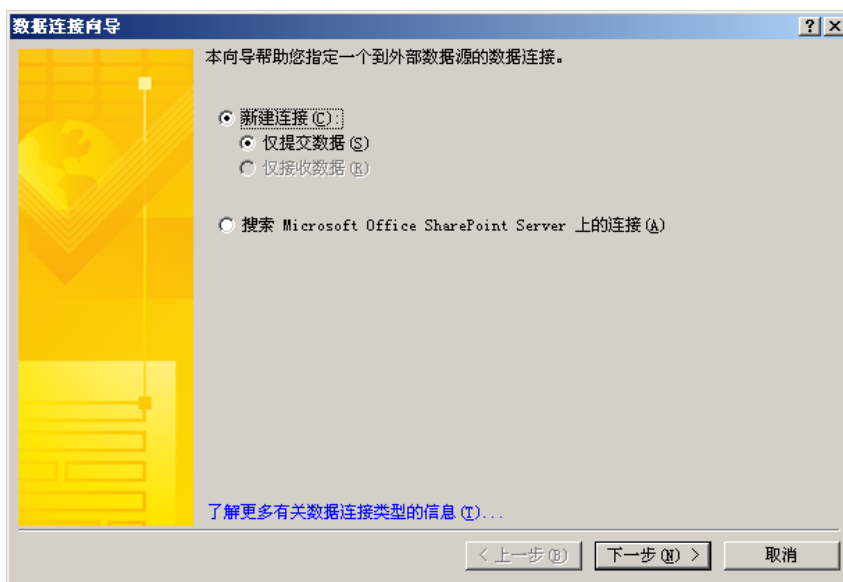 数据连接向导
本向导帮助您指定一个到外部数据源的数据连接。
新建连接(C):
仅提交数据(S)
仅接收数据(R)
搜索 Microsoft Office SharePoint Server 上的连接(A)
了解更多有关数据连接类型的信息(T)...
< 上一步(B) 下一步(N) > 取消